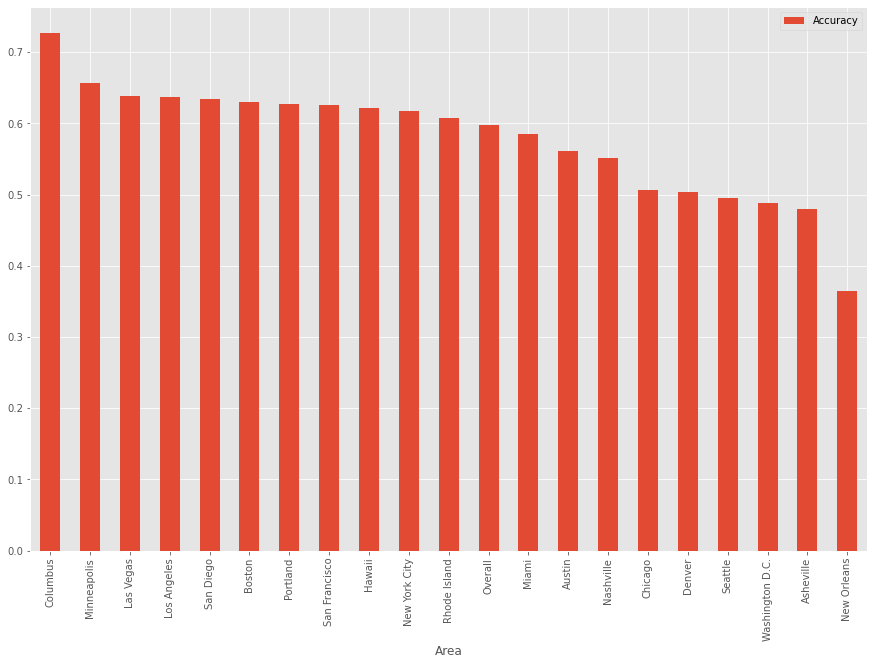 Accuracy
0.7
0.6
0.5
0.4
0.3
0.2
0.1
0.0
Columbus
Minneapolis
Las Vegas
Los Angeles
San Diego
Boston
Portland
San Francisco
Hawaii
New York City
Rhode Island
Overall
Miami
Austin
Nashville
Chicago
Denver
Seattle
Washington D.C.
Asheville
New Orleans
Area